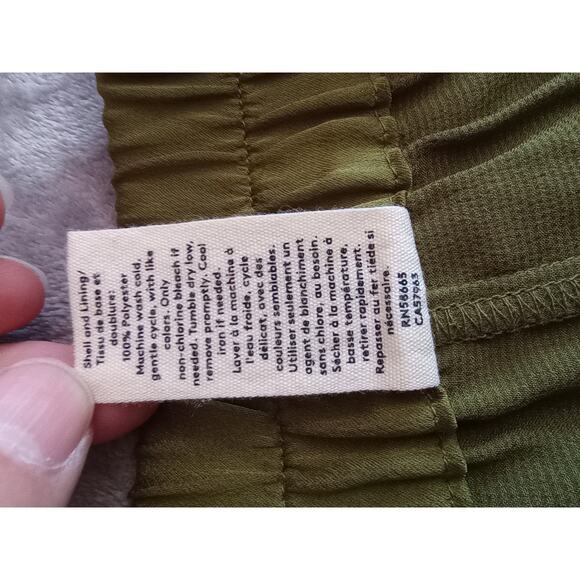 Shell and Lining/
Tissu de base et
doublure:
100% Polyester
Machine wash cold,
gentle cycle, with like
colors. Only
non-chlorine bleach if
needed. Tumble dry low,
remove promptly. Cool
iron if needed.
Laver à la machine à
l'eau froide, cycle
délicat, avec des
couleurs semblables.
Utiliser seulement un
agent de blanchiment
sans chlore, au besoin.
Sécher à la machine à
basse température,
retirer rapidement.
Repasser au fer tiède si
nécessaire.
RN58665
CA57963